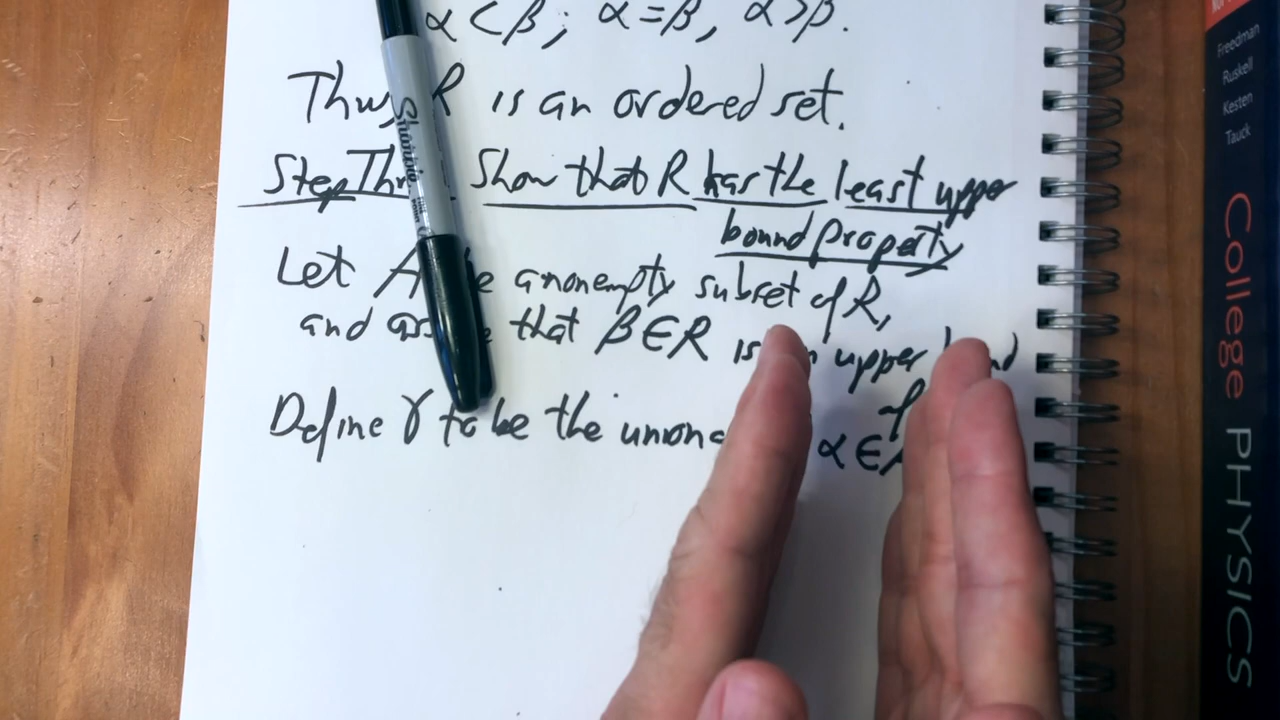 α < β; α = β, α > β.
R is an ordered set.
Show that R has the least upper
bound property
Let a nonempty subset of R,
and that β ∈ R is upper
Define γ to be the union
α ∈
Sharpie
Freedman
Ruskell
Kesten
Tauck
College PHYSICS